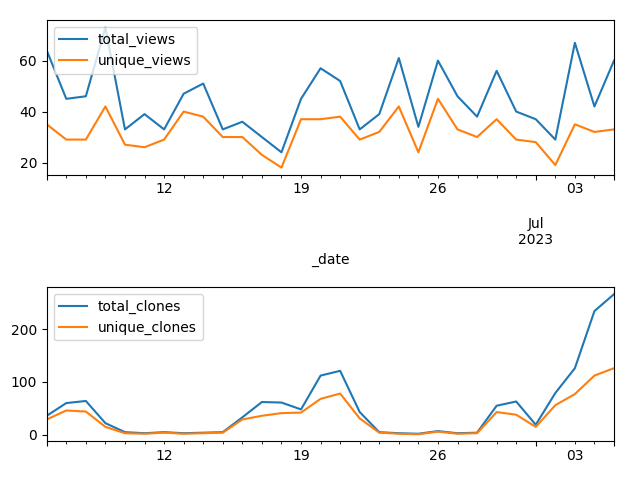 total_views
unique_views
60
40
20
12 19 26 03
Jul
2023
_date
total_clones
unique_clones
200
100
0
12 19 26 03